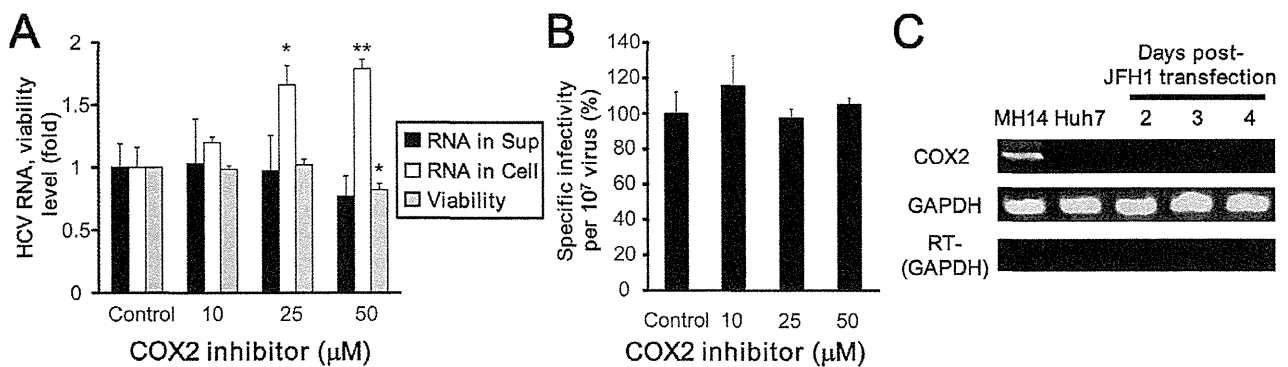 A
HCV RNA, viability
level (fold)
2
1.5
1
0.5
0
*
**
*
Control 10 25 50
COX2 inhibitor (μM)
RNA in Sup
RNA in Cell
Viability
B
Specific infectivity
per 10⁷ virus (%)
140
120
100
80
60
40
20
0
Control 10 25 50
COX2 inhibitor (μM)
C
Days post-
JFH1 transfection
MH14 Huh7 2 3 4
COX2
GAPDH
RT-
(GAPDH)